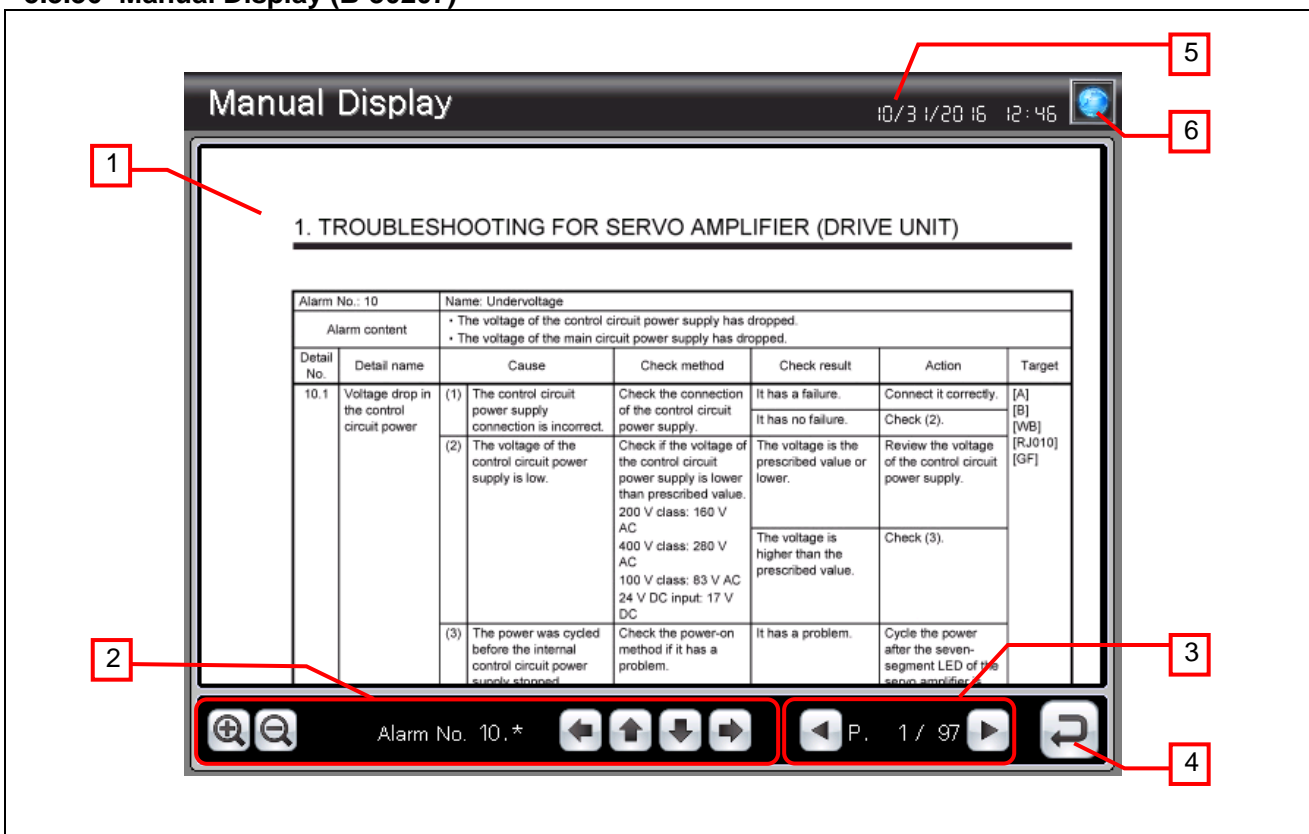 Manual Display
10/31/2016 12:46
5
6
1
1. TROUBLESHOOTING FOR SERVO AMPLIFIER (DRIVE UNIT)
Alarm No.: 10 Name: Undervoltage
Alarm content
・The voltage of the control circuit power supply has dropped.
・The voltage of the main circuit power supply has dropped.
Detail No. Detail name Cause Check method Check result Action Target
10.1 Voltage drop in
the control
circuit power
(1) The control circuit
power supply
connection is incorrect.
Check the connection
of the control circuit
power supply.
It has a failure. Connect it correctly.
It has no failure. Check (2).
[A]
[B]
[WB]
[RJ010]
[GF]
(2) The voltage of the
control circuit power
supply is low.
Check if the voltage of
the control circuit
power supply is lower
than prescribed value.
200 V class: 160 V
AC
400 V class: 280 V
AC
100 V class: 83 V AC
24 V DC input: 17 V
DC
The voltage is the
prescribed value or
lower.
Review the voltage
of the control circuit
power supply.
The voltage is
higher than the
prescribed value.
Check (3).
(3) The power was cycled
before the internal
control circuit power
supply stopped
Check the power-on
method if it has a
problem.
It has a problem.
Cycle the power
after the seven-
segment LED of the
servo amplifier is
2
3
Alarm No. 10.*
P. 1 / 97
4